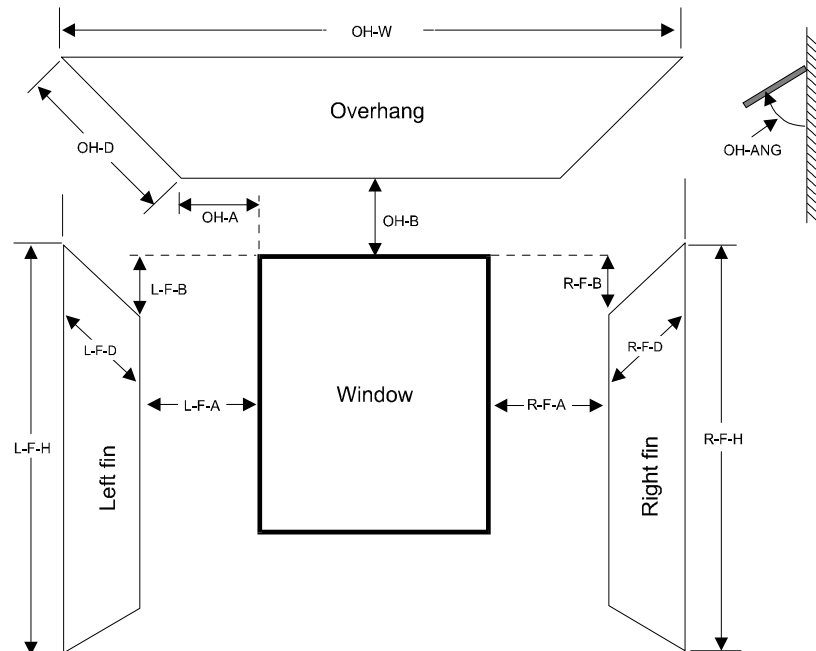 OH-W
Overhang
OH-D
OH-ANG
OH-A
OH-B
L-F-B
R-F-B
L-F-D
R-F-D
L-F-A
Window
R-F-A
L-F-H
R-F-H
Left fin
Right fin